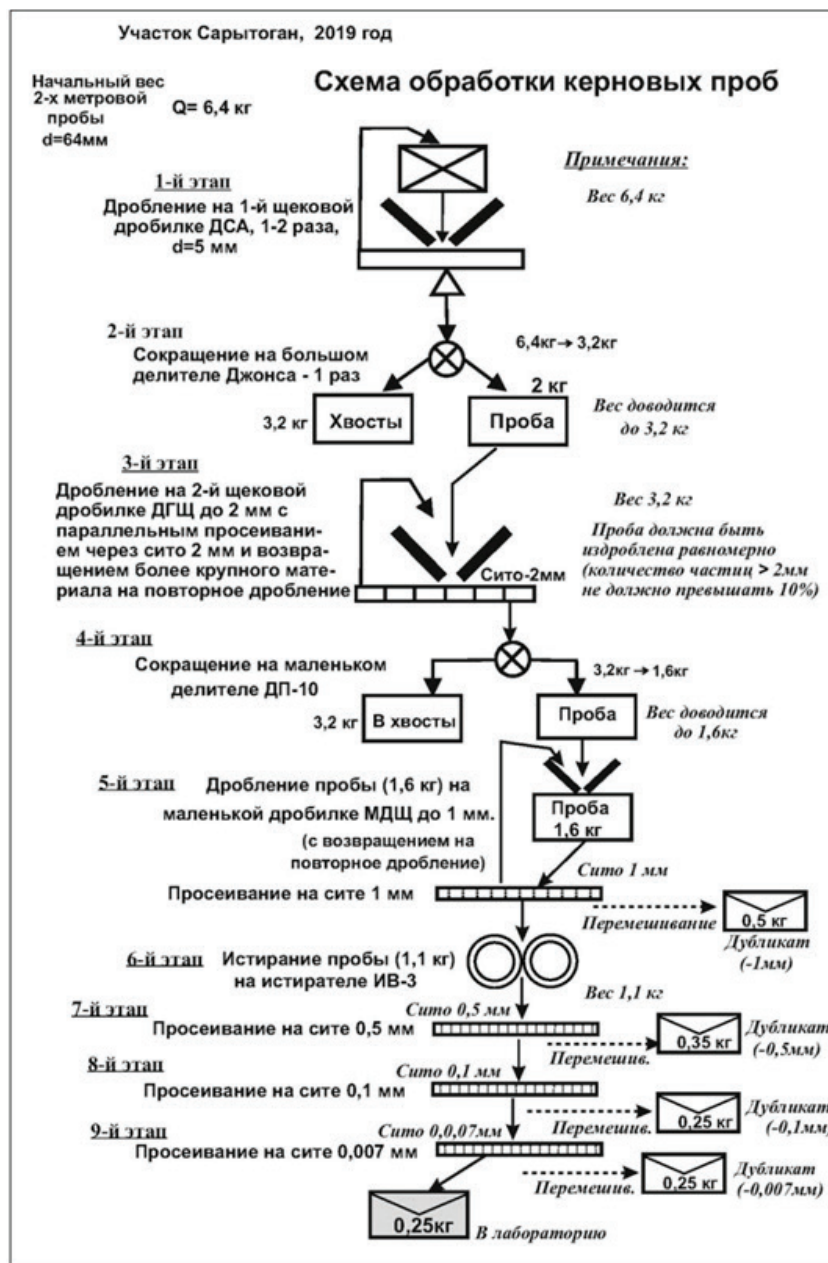 Участок Сарытоган, 2019 год
Схема обработки керновых проб
Начальный вес
2-х метровой
пробы
d=64мм
Q= 6,4 кг
Примечания:
1-й этап
Дробление на 1-й щековой
дробилке ДСА, 1-2 раза,
d=5 мм
Вес 6,4 кг
2-й этап
Сокращение на большом
делителе Джонса - 1 раз
6,4кг→ 3,2кг
2 кг
3,2 кг
Хвосты
Проба
Вес доводится
до 3,2 кг
3-й этап
Дробление на 2-й щековой
дробилке ДГЩ до 2 мм с
параллельным просеивани-
ем через сито 2 мм и возвра-
щением более крупного мате-
риала на повторное дробление
Сито-2мм
Вес 3,2 кг
Проба должна быть
издроблена равномерно
(количество частиц > 2мм
не должно превышать 10%)
4-й этап
Сокращение на маленьком
делителе ДП-10
3,2кг→ 1,6кг
3,2 кг
В хвосты
Проба
Вес доводится
до 1,6кг
5-й этап
Дробление пробы (1,6 кг) на
маленькой дробилке МДЩ до 1 мм.
(с возвращением на
повторное дробление)
Проба
1,6 кг
Сито 1 мм
Просеивание на сите 1 мм
Перемешивание
0,5 кг
Дубликат
(-1мм)
6-й этап
Истирание пробы (1,1 кг)
на истирателе ИВ-3
Вес 1,1 кг
7-й этап
Сито 0,5 мм
Просеивание на сите 0,5 мм
Перемешив.
0,35 кг
Дубликат
(-0,5мм)
8-й этап
Сито 0,1 мм
Просеивание на сите 0,1 мм
Перемешив.
0,25 кг
Дубликат
(-0,1мм)
9-й этап
Сито 0,0,07мм
Просеивание на сите 0,007 мм
Перемешив.
0,25 кг
Дубликат
(-0,007мм)
0,25кг
В лабораторию